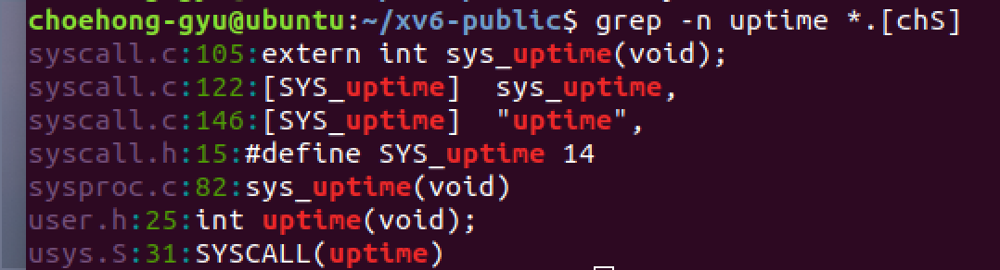 choehong-gyu@ubuntu:~/xv6-public$ grep -n uptime *.[chS]
syscall.c:105:extern int sys_uptime(void);
syscall.c:122:[SYS_uptime]  sys_uptime,
syscall.c:146:[SYS_uptime]  "uptime",
syscall.h:15:#define SYS_uptime 14
sysproc.c:82:sys_uptime(void)
user.h:25:int uptime(void);
usys.S:31:SYSCALL(uptime)